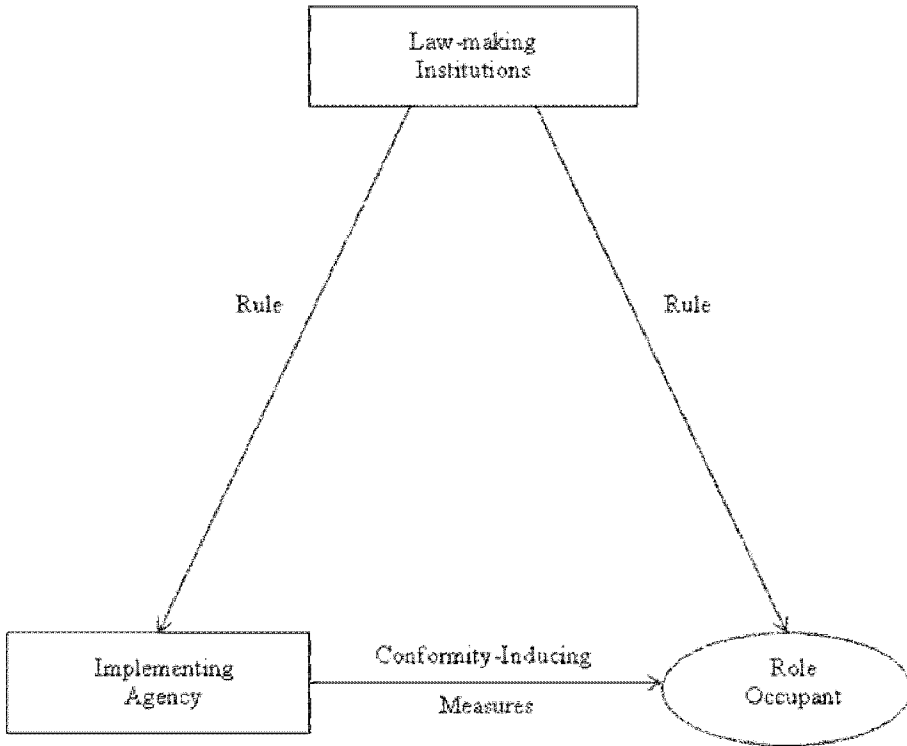 Law-making
Institutions
Rule
Rule
Implementing
Agency
Conformity-Inducing
Measures
Role
Occupant